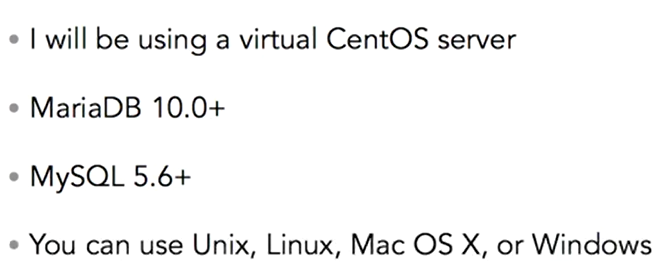 • I will be using a virtual CentOS server
• MariaDB 10.0+
• MySQL 5.6+
• You can use Unix, Linux, Mac OS X, or Windows